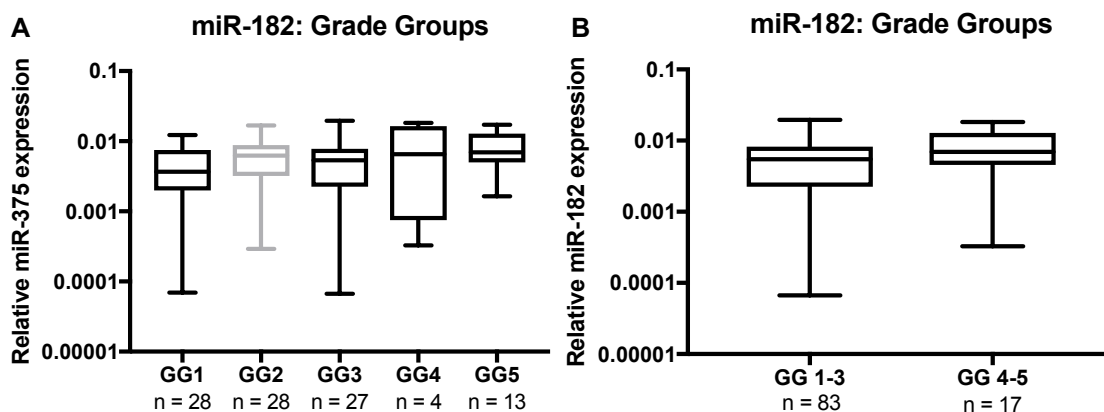 A
miR-182: Grade Groups
Relative miR-375 expression
0.1
0.01
0.001
0.0001
0.00001
GG1 GG2 GG3 GG4 GG5
n = 28 n = 28 n = 27 n = 4 n = 13
B
miR-182: Grade Groups
Relative miR-182 expression
0.1
0.01
0.001
0.0001
0.00001
GG 1-3 GG 4-5
n = 83 n = 17